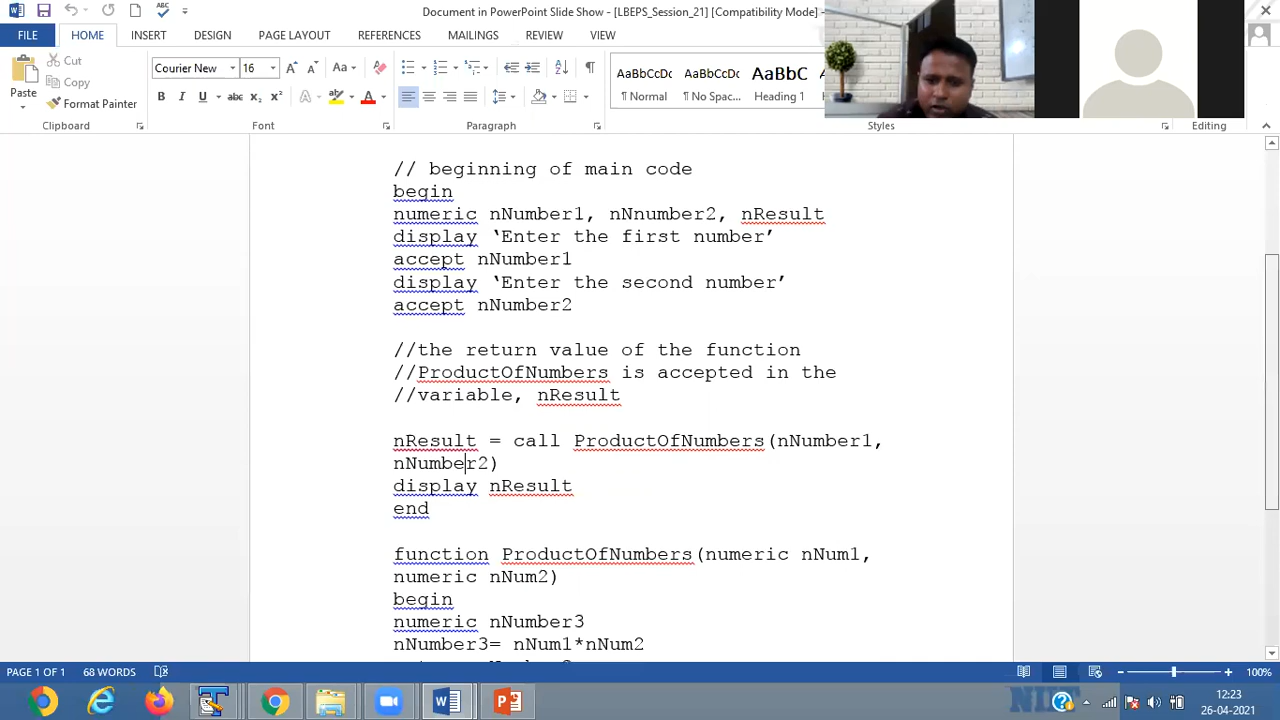 Document in PowerPoint Slide Show - [LBEPS_Session_21] [Compatibility Mode] -
FILE HOME INSERT DESIGN PAGE LAYOUT REFERENCES MAILINGS REVIEW VIEW
Paste
Cut
Copy
Format Painter
Clipboard
Courier New 16
Aa
B U abc A
Font
Paragraph
AaBbCcDc AaBbCcDc AaBbC
¶ Normal ¶ No Spac... Heading 1
Styles
Editing
// beginning of main code
begin
numeric nNumber1, nNnumber2, nResult
display ‘Enter the first number’
accept nNumber1
display ‘Enter the second number’
accept nNumber2
//the return value of the function
//ProductOfNumbers is accepted in the
//variable, nResult
nResult = call ProductOfNumbers(nNumber1,
nNumber2)
display nResult
end
function ProductOfNumbers(numeric nNum1,
numeric nNum2)
begin
numeric nNumber3
nNumber3= nNum1*nNum2
PAGE 1 OF 1 68 WORDS
100%
12:23
26-04-2021